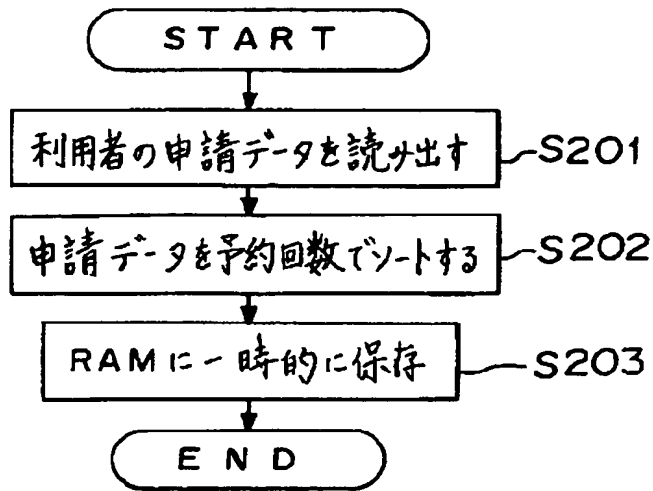 START
利用者の申請データを読み出す
S201
申請データを予約回数でソートする
S202
RAMに一時的に保存
S203
END